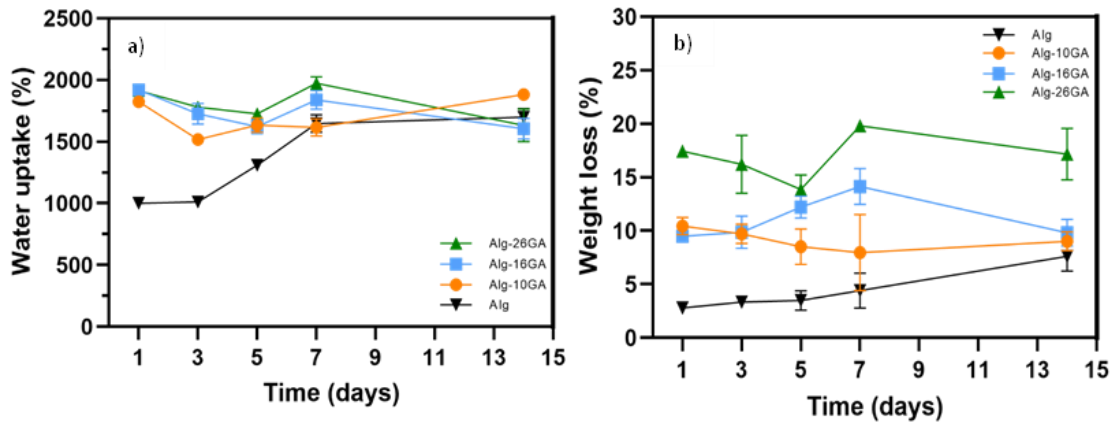 a)
Water uptake (%)
2500
2000
1500
1000
500
0
Alg-26GA
Alg-16GA
Alg-10GA
Alg
1 3 5 7 9 11 13 15
Time (days)
b)
Weight loss (%)
30
25
20
15
10
5
0
Alg
Alg-10GA
Alg-16GA
Alg-26GA
1 3 5 7 9 11 13 15
Time (days)